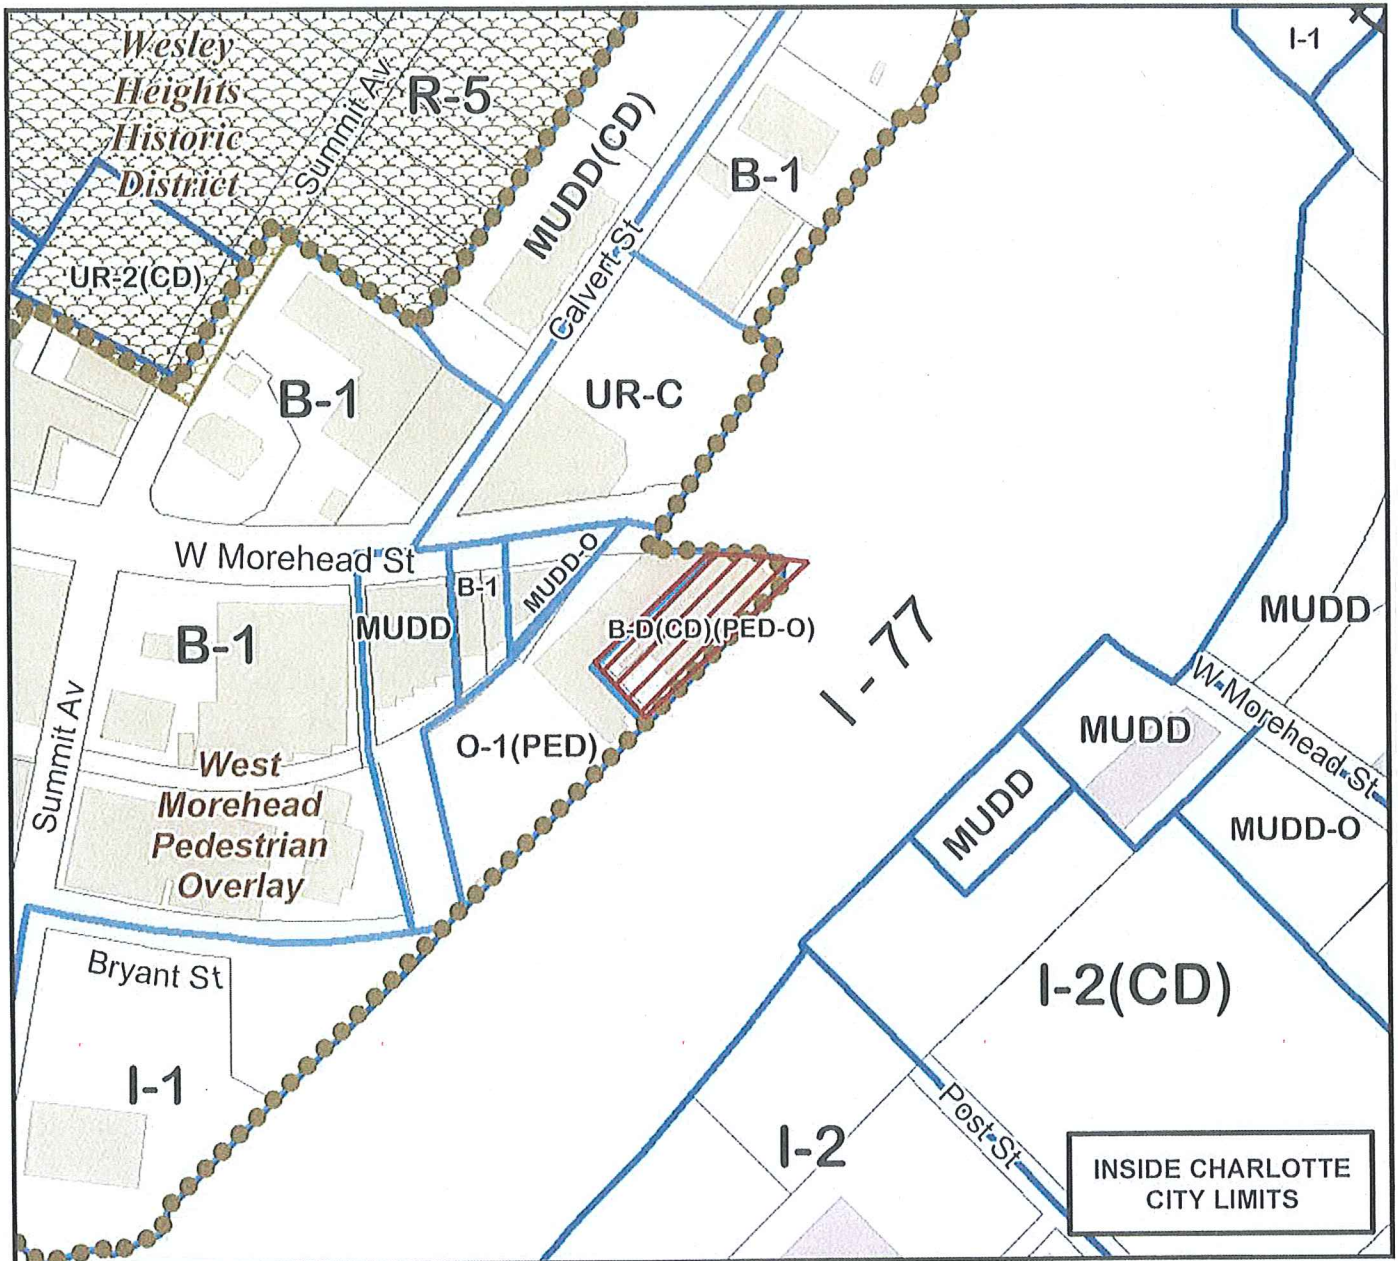 Wesley
Heights
Historic
District
Summit Av
R-5
MUDD(CD)
I-1
B-1
Calvert St
UR-2(CD)
B-1
UR-C
W Morehead St
B-1
MUDD-O
MUDD
B-D(CD)(PED-O)
B-1
I - 77
MUDD
W Morehead St
MUDD
MUDD
MUDD-O
O-1(PED)
Summit Av
West
Morehead
Pedestrian
Overlay
Bryant St
I-2(CD)
I-1
I-2
Post St
INSIDE CHARLOTTE
CITY LIMITS